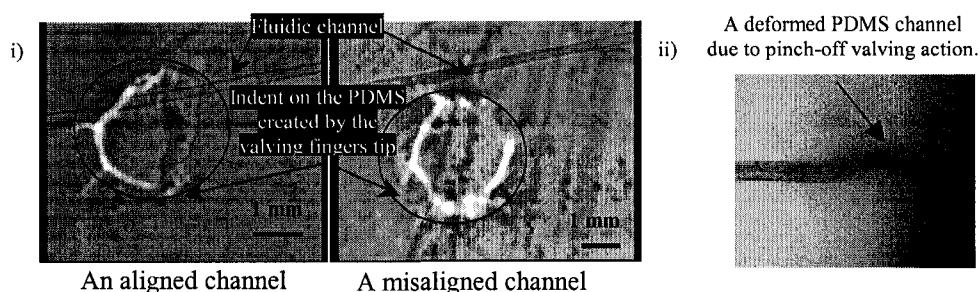 i)
Fluidic channel
Indent on the PDMS
created by the
valving fingers tip
1 mm
1 mm
An aligned channel
A misaligned channel
ii)
A deformed PDMS channel
due to pinch-off valving action.